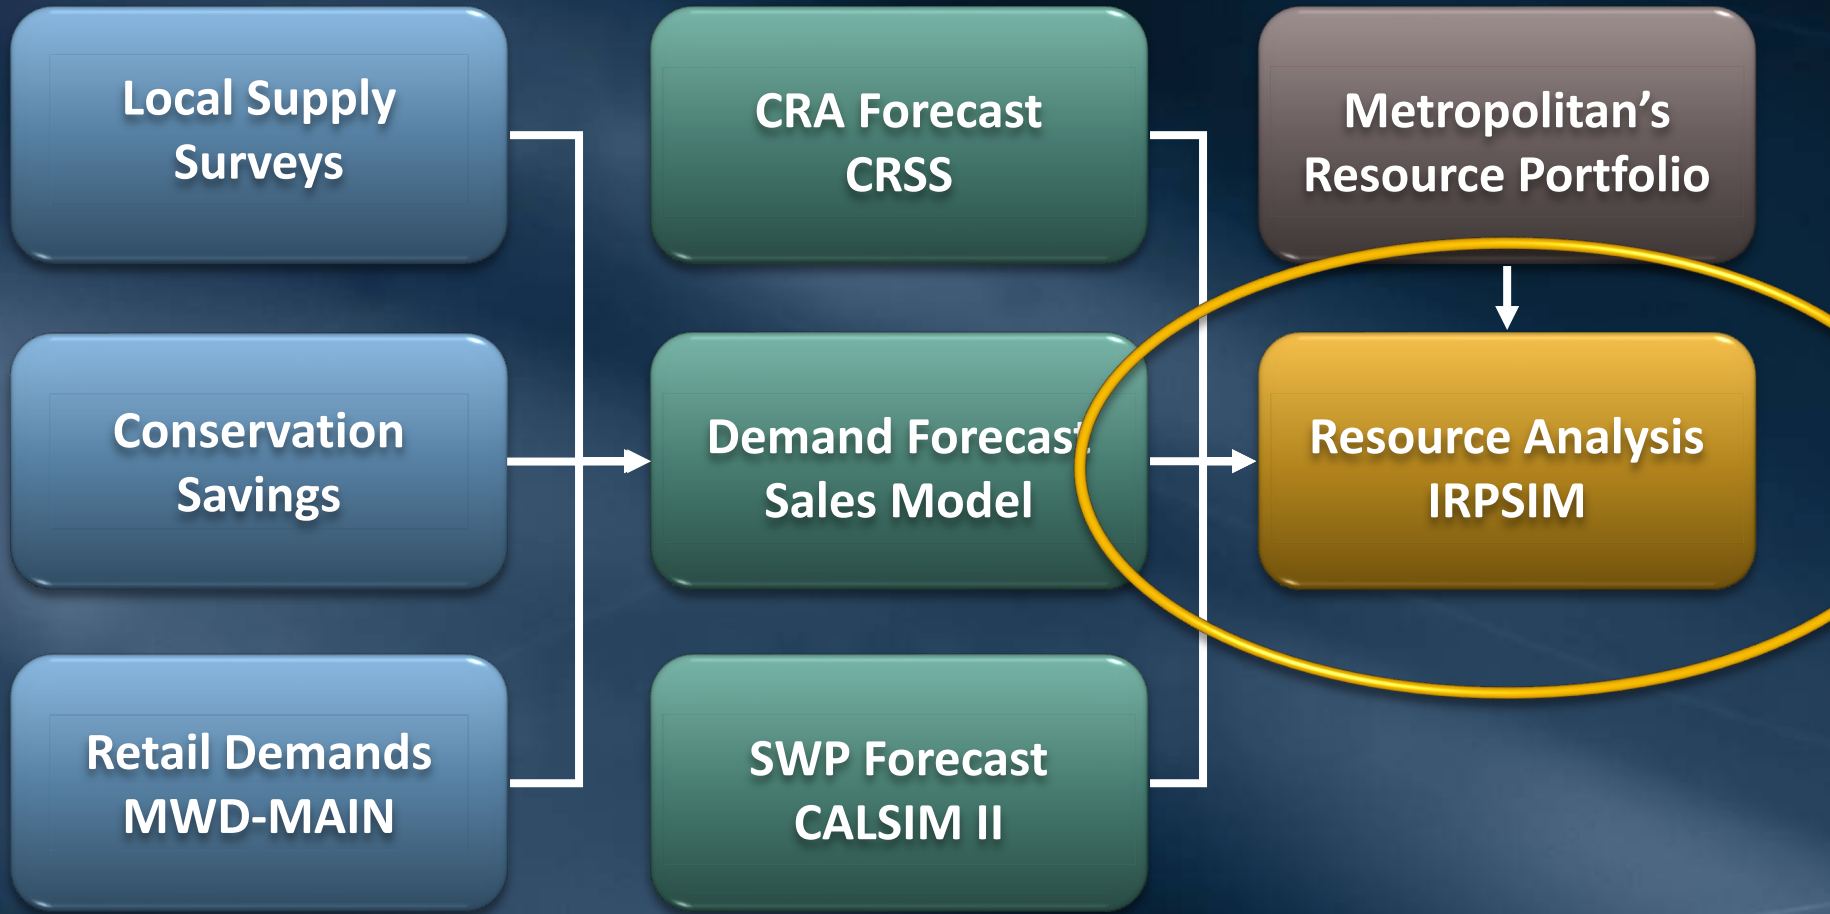 Local Supply
Surveys
CRA Forecast
CRSS
Metropolitan’s
Resource Portfolio
Conservation
Savings
Demand Forecast
Sales Model
Resource Analysis
IRPSIM
Retail Demands
MWD-MAIN
SWP Forecast
CALSIM II